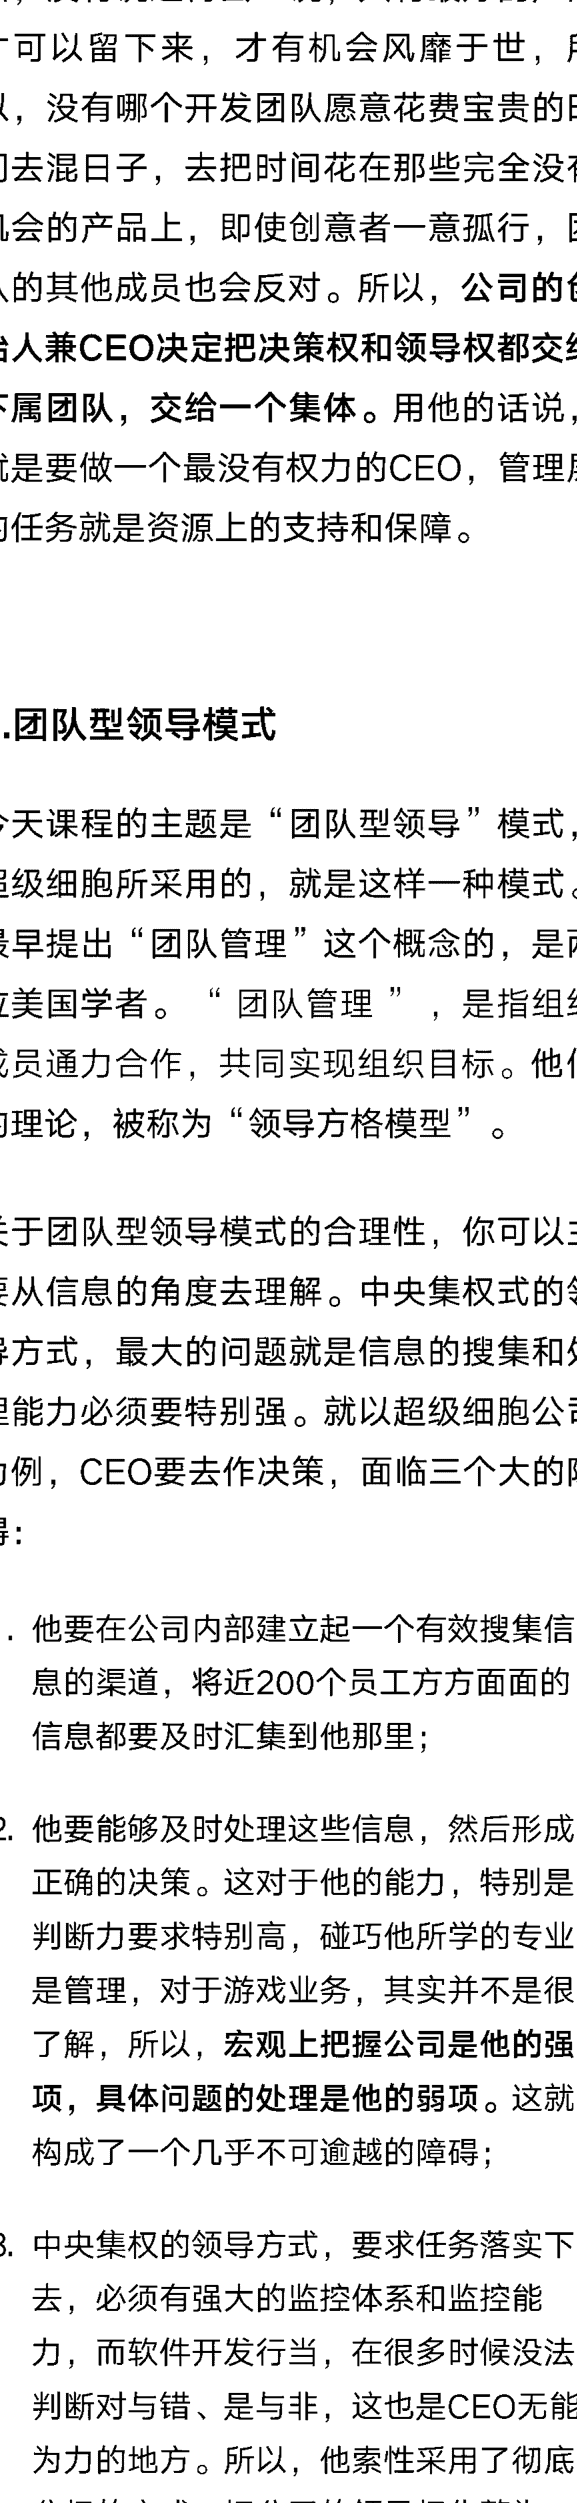 可以留下来，才有机会风靡于世，所
以，没有哪个开发团队愿意花费宝贵的时
间去混日子，去把时间花在那些完全没有
机会的产品上，即使创意者一意孤行，团
队的其他成员也会反对。所以，公司的创
始人兼CEO决定把决策权和领导权都交给
下属团队，交给一个集体。用他的话说，
就是要做一个最没有权力的CEO，管理层
的任务就是资源上的支持和保障。
.团队型领导模式
今天课程的主题是“团队型领导”模式，
超级细胞所采用的，就是这样一种模式。
最早提出“团队管理”这个概念的，是两
位美国学者。“ 团队管理 ”，是指组织
成员通力合作，共同实现组织目标。他们
的理论，被称为“领导方格模型”。
关于团队型领导模式的合理性，你可以主
要从信息的角度去理解。中央集权式的领
导方式，最大的问题就是信息的搜集和处
理能力必须要特别强。就以超级细胞公司
为例，CEO要去作决策，面临三个大的障
碍：
. 他要在公司内部建立起一个有效搜集信
息的渠道，将近200个员工方方面面的
信息都要及时汇集到他那里；
2. 他要能够及时处理这些信息，然后形成
正确的决策。这对于他的能力，特别是
判断力要求特别高，碰巧他所学的专业
是管理，对于游戏业务，其实并不是很
了解，所以，宏观上把握公司是他的强
项，具体问题的处理是他的弱项。这就
构成了一个几乎不可逾越的障碍；
3. 中央集权的领导方式，要求任务落实下
去，必须有强大的监控体系和监控能
力，而软件开发行当，在很多时候没法
判断对与错、是与非，这也是CEO无能
为力的地方。所以，他索性采用了彻底